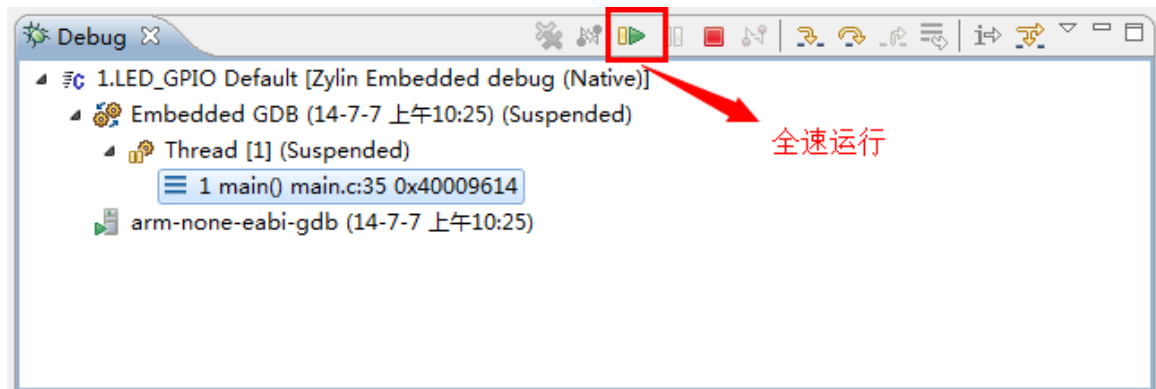 Debug
1.LED_GPIO Default [Zylin Embedded debug (Native)]
Embedded GDB (14-7-7 上午10:25) (Suspended)
全速运行
Thread [1] (Suspended)
1 main() main.c:35 0x40009614
arm-none-eabi-gdb (14-7-7 上午10:25)